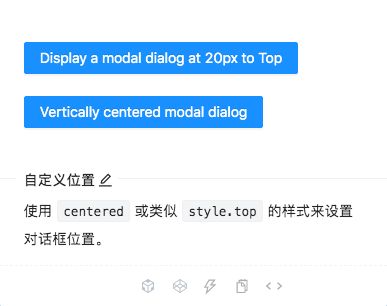 Display a modal dialog at 20px to Top
Vertically centered modal dialog
自定义位置
使用 centered 或类似 style.top 的样式来设置
对话框位置。